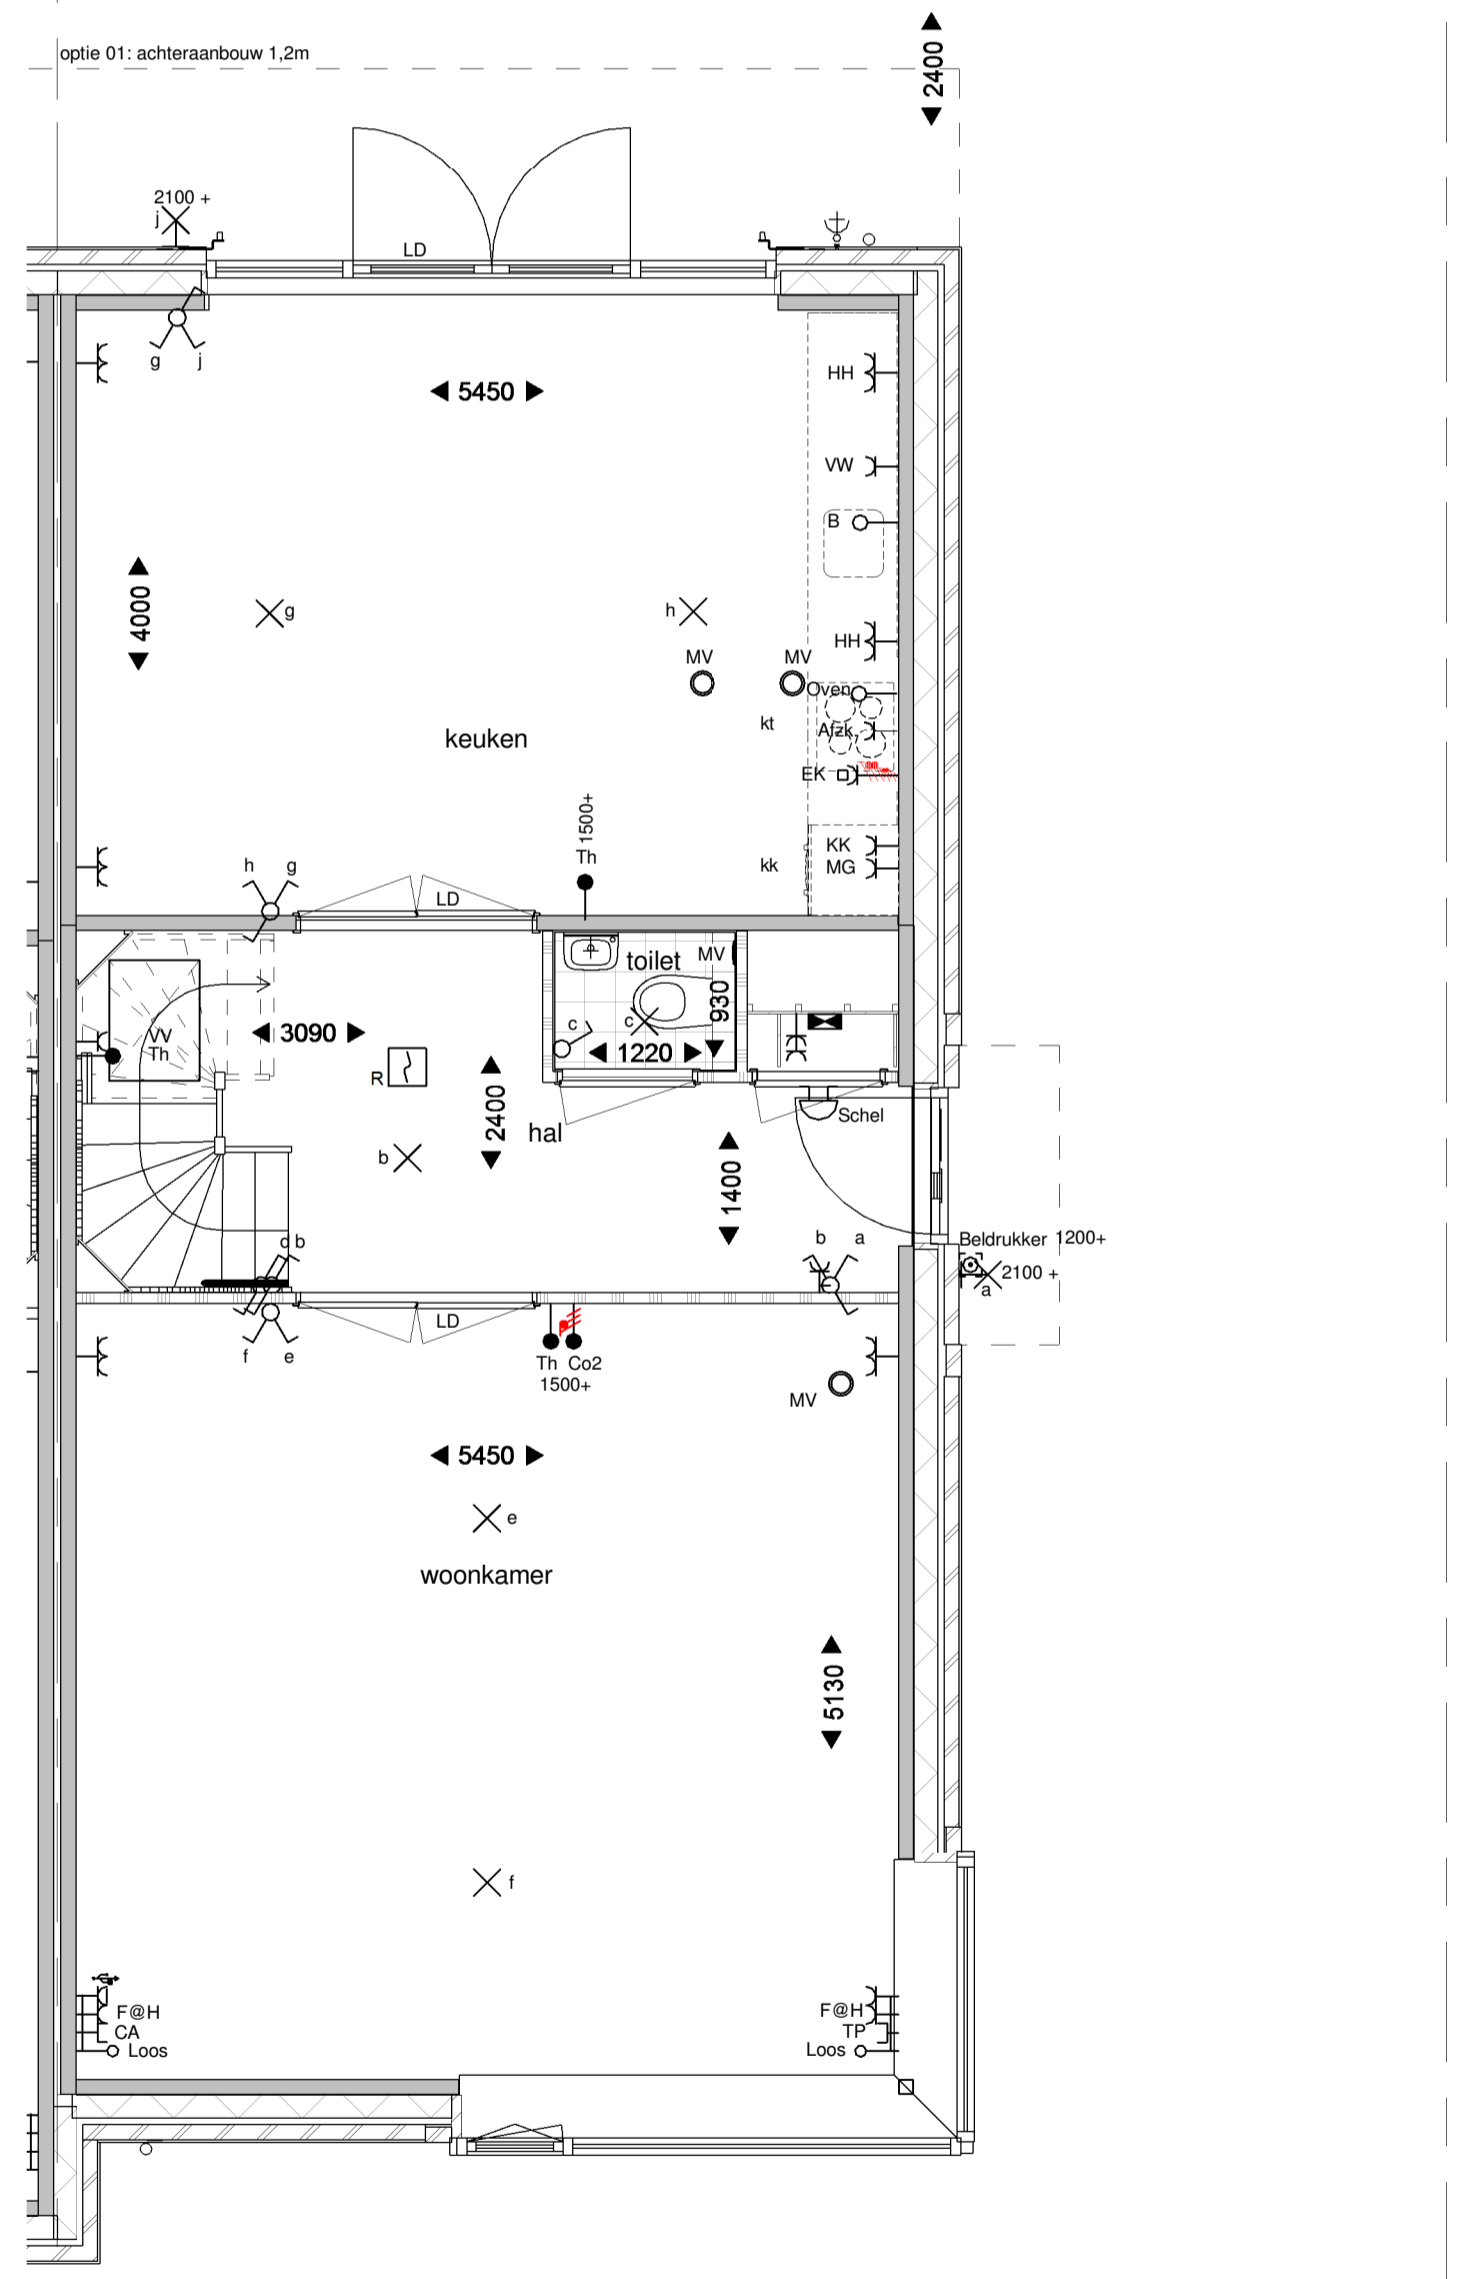 optie 01: achteraanbouw 1,2m
2400
2100 +
j
LD
g
j
5450
HH
VW
B
4000
g
h
HH
MV
MV
Oven
kt
Afzk.
keuken
EK
1500+
Th
KK
h
g
kk
MG
LD
toilet
MV
930
VV
Th
3090
c
c
1220
R
2400
Schel
hal
b
1400
d b
b
a
Beldrukker 1200+
2100 +
a
LD
f
e
Th Co2
1500+
MV
5450
e
woonkamer
5130
f
F@H
F@H
CA
TP
Loos
Loos